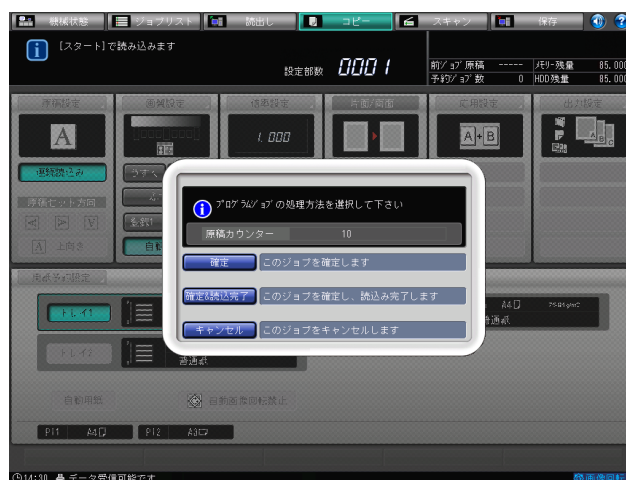 機械状態 ジョブリスト 読出し コピー スキャン 保存
[スタート]で読み込みます
設定部数 0001
前ジョブ原稿 -----
予約ジョブ数 0
メモリー残量 85.000
HDD残量 85.000
原稿設定 画質設定 倍率設定 片面/両面 応用設定 出力設定
A 1.000 A+B
連続読込み うすく
原稿セット方向
A 上向き
プログラムジョブの処理方法を選択して下さい
原稿カウンター 10
確定 このジョブを確定します
確定&読込完了 このジョブを確定し、読込み完了します
キャンセル このジョブをキャンセルします
トレイ1
トレイ2
普通紙
A4
普通紙
自動用紙 自動画像回転禁止
PI1 A4 PI2 A3
14:30 データ受信可能です 画像回転